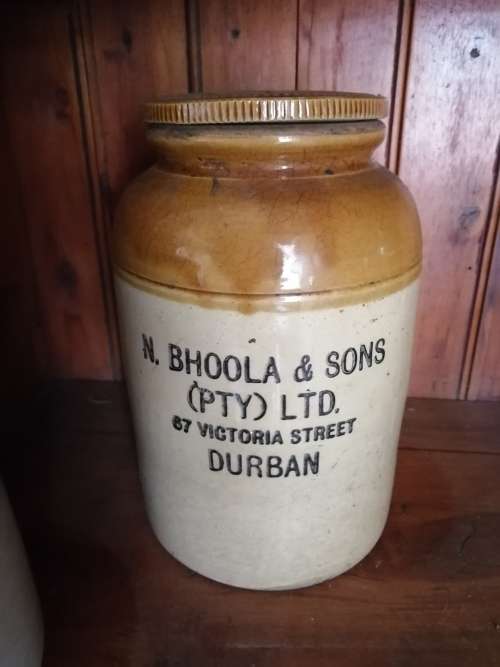 N. BHOOLA & SONS
(PTY) LTD.
67 VICTORIA STREET
DURBAN